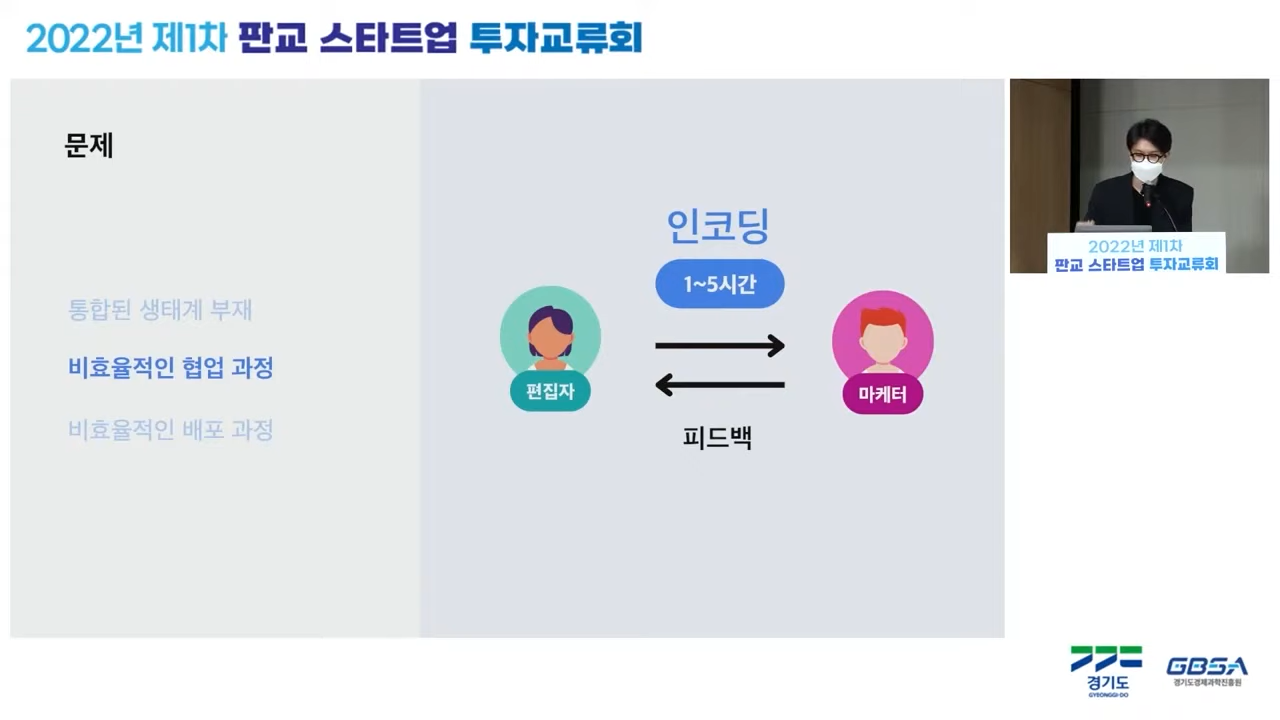 2022년 제1차 판교 스타트업 투자교류회
문제
통합된 생태계 부재
비효율적인 협업 과정
비효율적인 배포 과정
인코딩
1~5시간
편집자
마케터
피드백
2022년 제1차
판교 스타트업 투자교류회
경기도
GYEONGGI-DO
GBSA
경기도경제과학진흥원